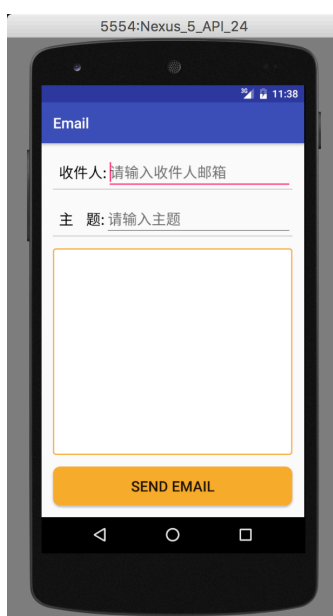 5554:Nexus_5_API_24
3G 11:38
Email
收件人: 请输入收件人邮箱
主 题: 请输入主题
SEND EMAIL